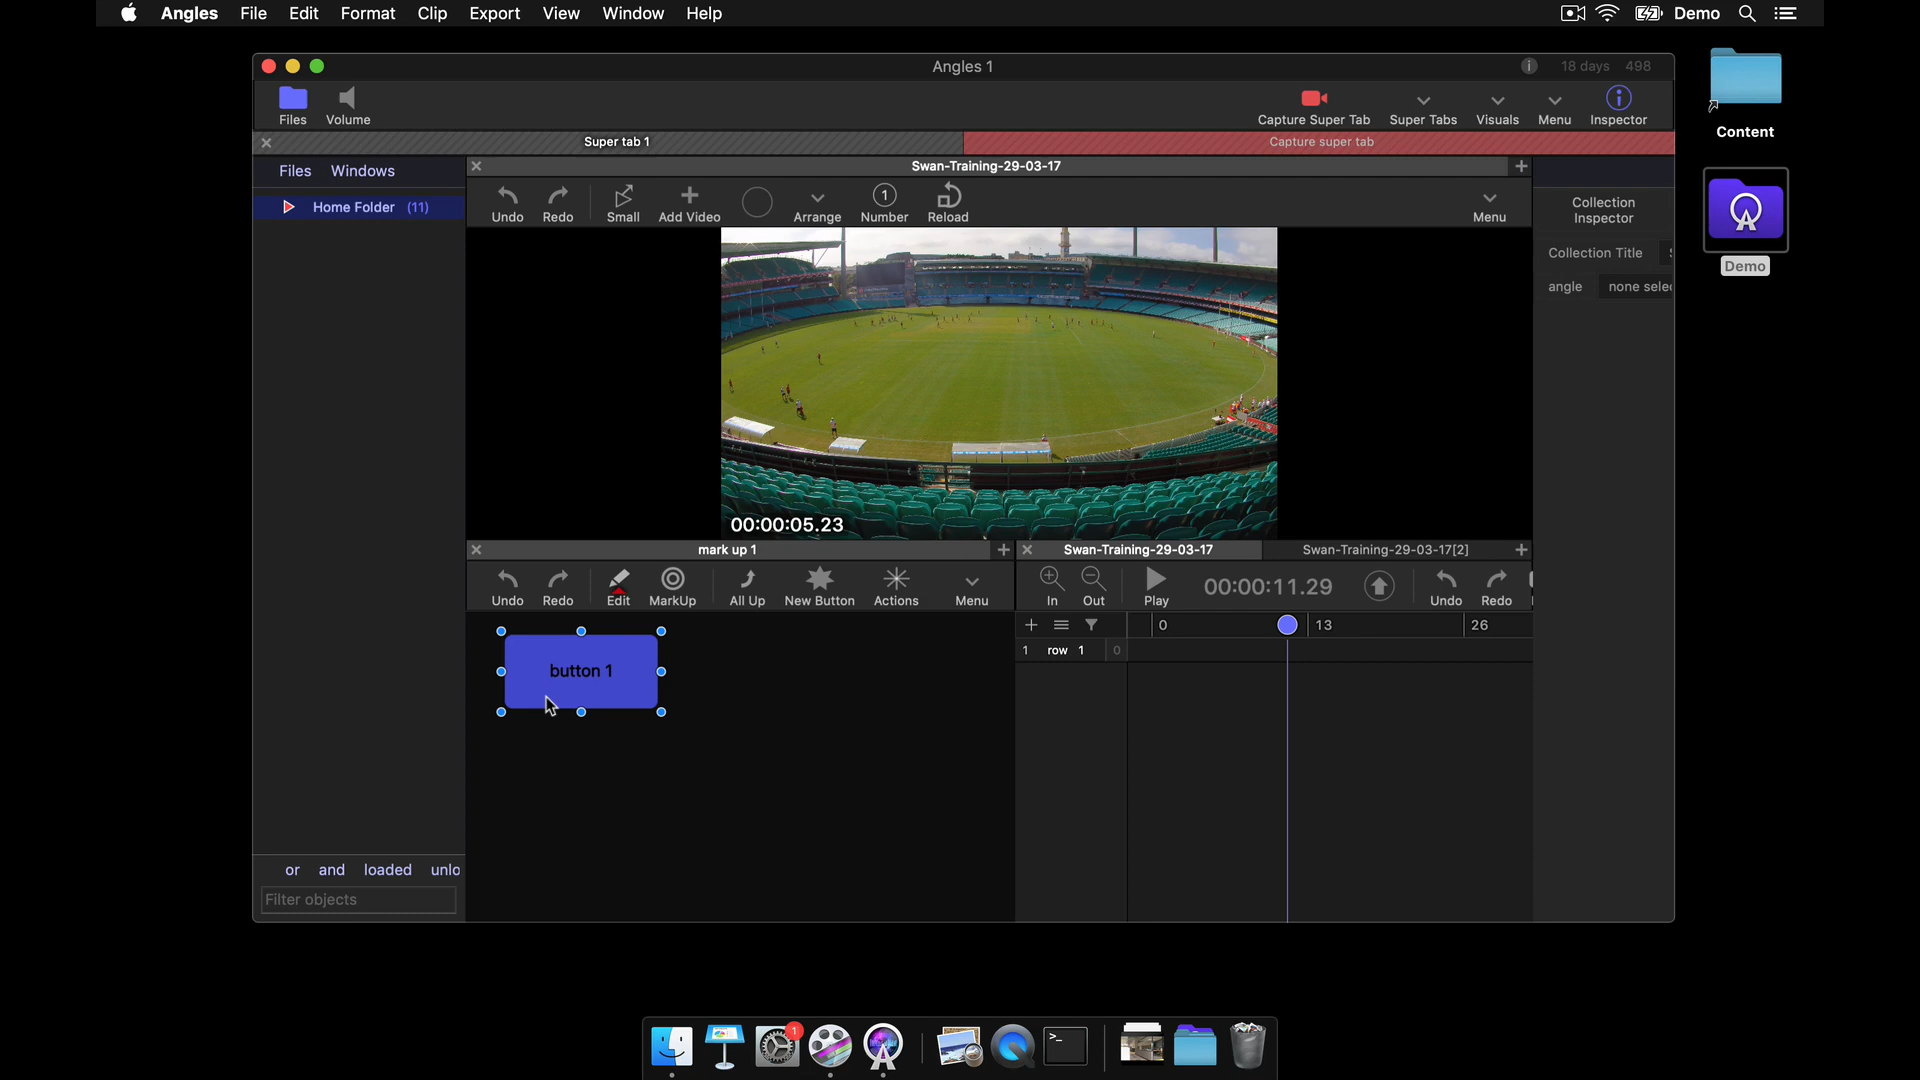 Angles File Edit Format Clip Export View Window Help Demo
Angles 1 18 days 498
Files Volume Capture Super Tab Super Tabs Visuals Menu Inspector
Super tab 1 Capture super tab
Files Windows
Home Folder (11)
Swan-Training-29-03-17
Undo Redo Small Add Video Arrange 1 Number Reload Menu
00:00:05.23
Collection
Inspector
Collection Title
angle none selec
Content
Demo
mark up 1
Undo Redo Edit MarkUp All Up New Button Actions Menu
button 1
Swan-Training-29-03-17 Swan-Training-29-03-17[2]
In Out Play 00:00:11.29 Undo Redo
0 13 26
1 row 1 0
or and loaded unlo
Filter objects
1